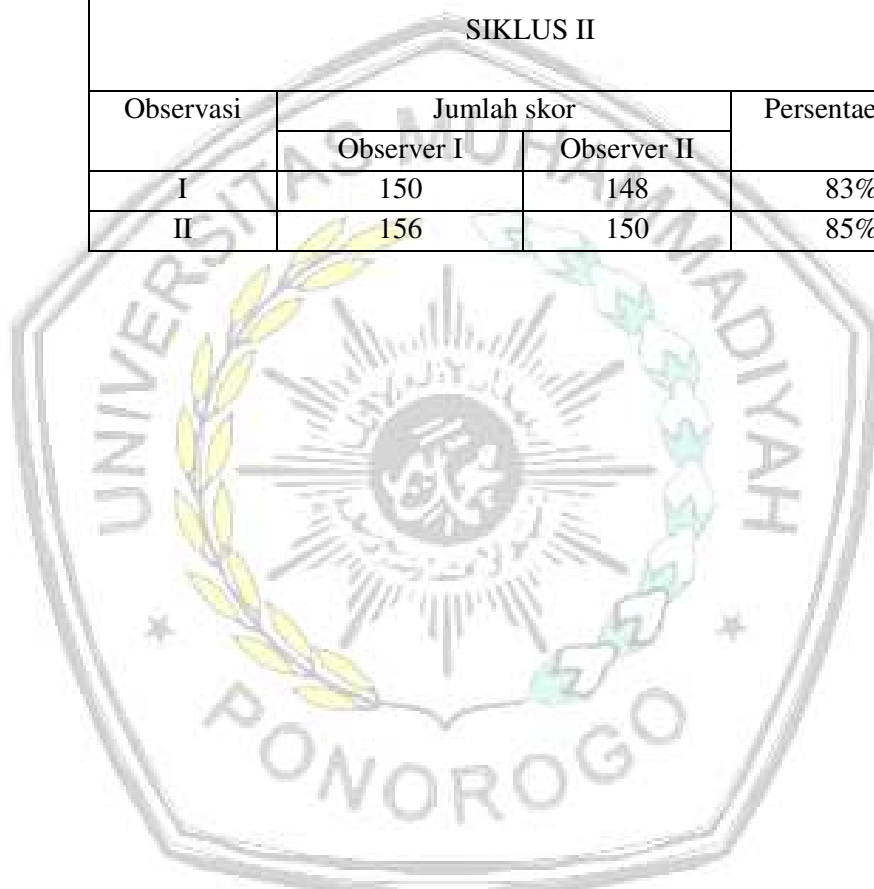 SIKLUS II
Observasi Jumlah skor Persentae
Observer I Observer II
I 150 148 83%
II 156 150 85%
UNIVERSITAS MUHAMMADIYAH
PONOROGO